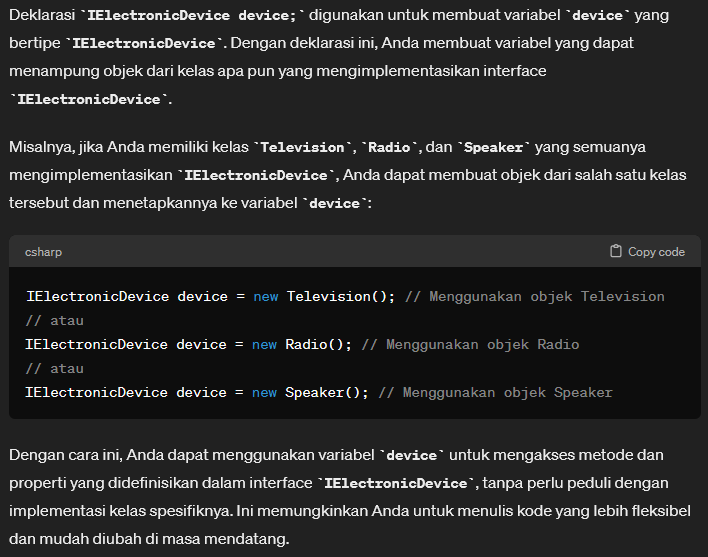 Deklarasi `IElectronicDevice device;` digunakan untuk membuat variabel `device` yang
bertipe `IElectronicDevice`. Dengan deklarasi ini, Anda membuat variabel yang dapat
menampung objek dari kelas apa pun yang mengimplementasikan interface
`IElectronicDevice`.
Misalnya, jika Anda memiliki kelas `Television`, `Radio`, dan `Speaker` yang semuanya
mengimplementasikan `IElectronicDevice`, Anda dapat membuat objek dari salah satu kelas
tersebut dan menetapkannya ke variabel `device`:
csharp Copy code
IElectronicDevice device = new Television(); // Menggunakan objek Television
// atau
IElectronicDevice device = new Radio(); // Menggunakan objek Radio
// atau
IElectronicDevice device = new Speaker(); // Menggunakan objek Speaker
Dengan cara ini, Anda dapat menggunakan variabel `device` untuk mengakses metode dan
properti yang didefinisikan dalam interface `IElectronicDevice`, tanpa perlu peduli dengan
implementasi kelas spesifiknya. Ini memungkinkan Anda untuk menulis kode yang lebih fleksibel
dan mudah diubah di masa mendatang.